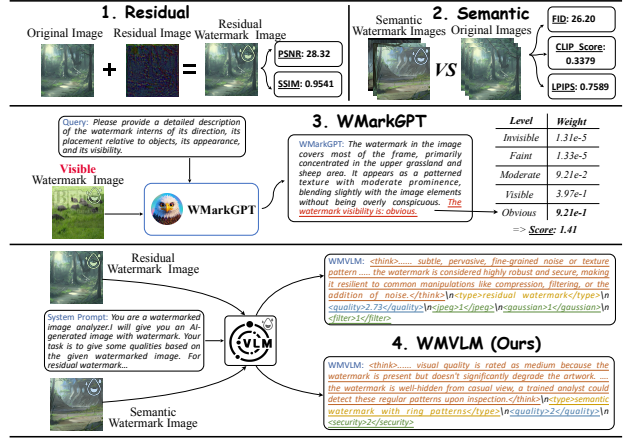 1. Residual
Original Image
Residual Image
Residual
Watermark Image
+
=
PSNR: 28.32
SSIM: 0.9541
2. Semantic
Semantic
Watermark Images
Original Images
VS
FID: 26.20
CLIP_Score:
0.3379
LPIPS: 0.7589
3. WMarkGPT
Query: Please provide a detailed description
of the watermark interns of its direction, its
placement relative to objects, its appearance,
and its visibility.
Visible
Watermark Image
WMarkGPT
WMarkGPT: The watermark in the image
covers most of the frame, primarily
concentrated in the upper grassland and
sheep area. It appears as a patterned
texture with moderate prominence,
blending slightly with the image elements
without being overly conspicuous. The
watermark visibility is: obvious.
Level Weight
Invisible 1.31e-5
Faint 1.33e-5
Moderate 9.21e-2
Visible 3.97e-1
Obvious 9.21e-1
=> Score: 1.41
Residual
Watermark Image
System Prompt: You are a watermarked
image analyzer.I will give you an AI-
generated image with watermark. Your
task is to give some qualities based on
the given watermarked image. For
residual watermark...
Semantic
Watermark Image
VLM
WMVLM: <think>...... subtle, pervasive, fine-grained noise or texture
pattern ..... the watermark is considered highly robust and secure, making
it resilient to common manipulations like compression, filtering, or the
addition of noise.</think>\n<type>residual watermark</type>\n
<quality>2.73</quality>\n<jpeg>1</jpeg>\n<gaussian>1</gaussian>\n
<filter>1</filter>
4. WMVLM (Ours)
WMVLM: <think>...... visual quality is rated as medium because the
watermark is present but doesn't significantly degrade the artwork. ....
the watermark is well-hidden from casual view, a trained analyst could
detect these regular patterns upon inspection.</think>\n<type>semantic
watermark with ring patterns</type>\n<quality>2</quality>\n
<security>2</security>